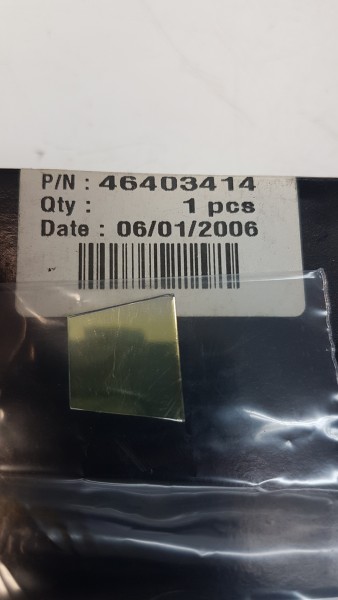 P/N : 46403414
Qty : 1 pcs
Date : 06/01/2006